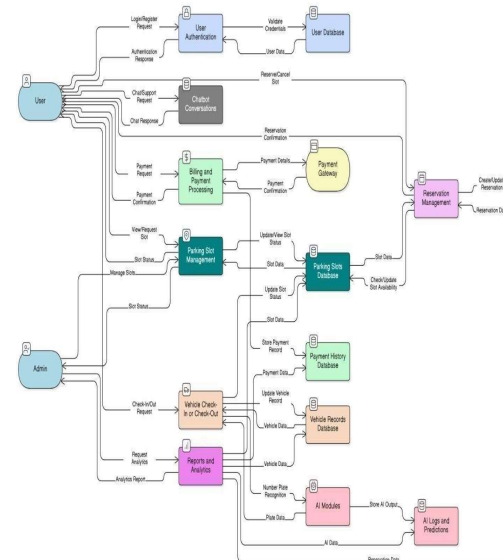 Login/Register
Request
User
Authentication
Validate
Credentials
User Database
Authentication
Response
User Data
User
Reserve/Cancel
Slot
Chat/Support
Request
Chatbot
Conversations
Chat Response
Reservation
Confirmation
Payment
Request
Billing and
Payment
Processing
Payment Details
Payment
Gateway
Payment
Confirmation
Payment
Confirmation
Reservation
Management
Create/Updat
Reservation
Reservation Da
View/Request
Slot
Parking Slot
Management
Update/View Slot
Status
Slot Status
Slot Data
Parking Slots
Database
Slot Data
Manage Slots
Check/Update
Slot Availability
Update Slot
Status
Slot Status
Slot Data
Admin
Store Payment
Record
Payment History
Database
Payment Data
Check-In/Out
Request
Vehicle Check-
In or Check-Out
Update Vehicle
Record
Vehicle Records
Database
Vehicle Data
Request
Analytics
Reports and
Analytics
Vehicle Data
Analytics Report
Number Plate
Recognition
AI Modules
Store AI Output
AI Logs and
Predictions
Plate Data
AI Data
Reservation Data